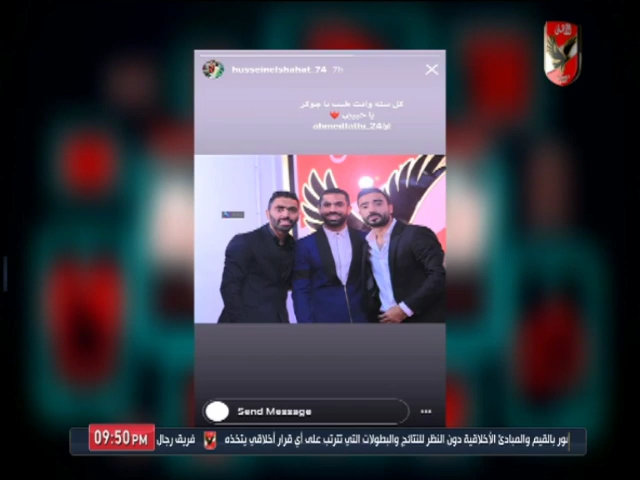 husseinelshahat_74 7h
كل سنه وانت طيب يا جوكر
يا حبيبي ❤
Send Message
09:50 PM
فريق رجال
بور بالقيم والمبادئ الأخلاقية دون النظر للنتائج والبطولات التي تترتب على أي قرار أخلاقي يتخذه